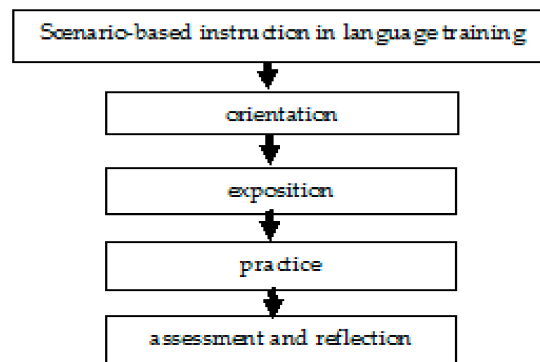 Scenario-based instruction in language training
orientation
exposition
practice
assessment and reflection